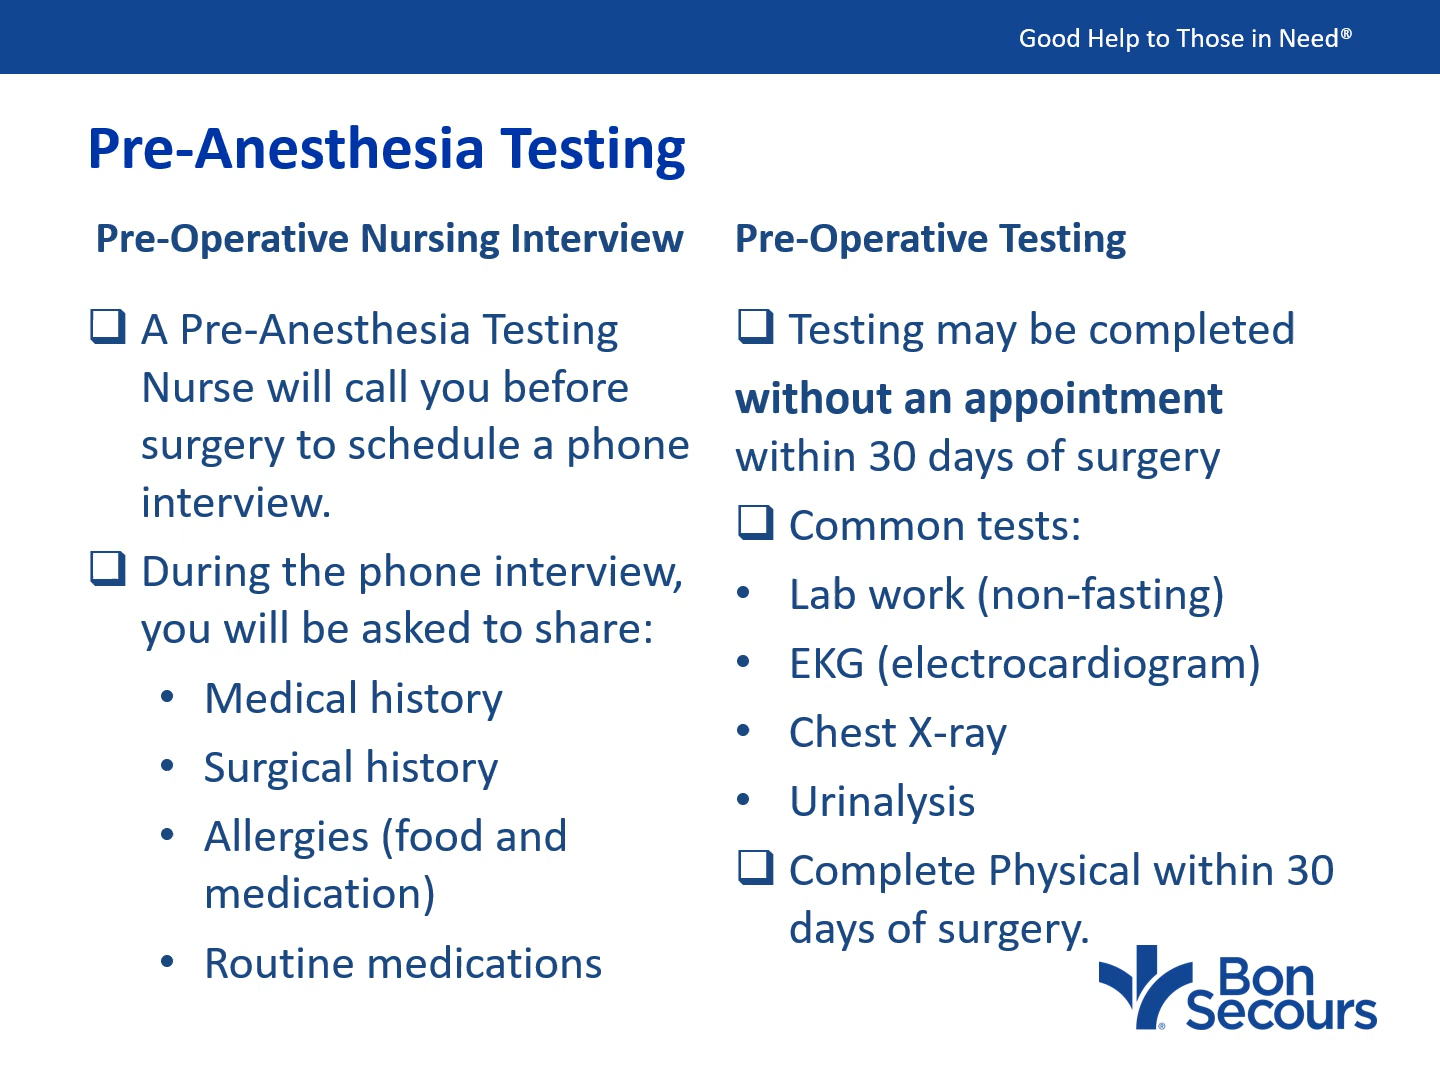 Good Help to Those in Need®
Pre-Anesthesia Testing
Pre-Operative Nursing Interview
❑ A Pre-Anesthesia Testing
Nurse will call you before
surgery to schedule a phone
interview.
❑ During the phone interview,
you will be asked to share:
• Medical history
• Surgical history
• Allergies (food and
medication)
• Routine medications
Pre-Operative Testing
❑ Testing may be completed
without an appointment
within 30 days of surgery
❑ Common tests:
• Lab work (non-fasting)
• EKG (electrocardiogram)
• Chest X-ray
• Urinalysis
❑ Complete Physical within 30
days of surgery.
Bon
Secours
®